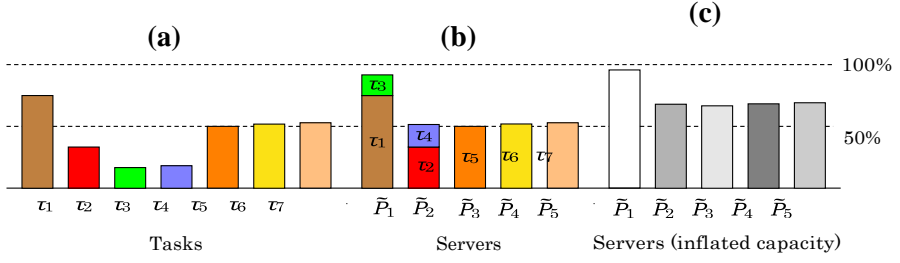 (a) (b) (c)
100%
50%
τ3
τ1
τ4
τ2
τ5
τ6
τ7
τ1 τ2 τ3 τ4 τ5 τ6 τ7
P̃1 P̃2 P̃3 P̃4 P̃5
P̃1 P̃2 P̃3 P̃4 P̃5
Tasks
Servers
Servers (inflated capacity)